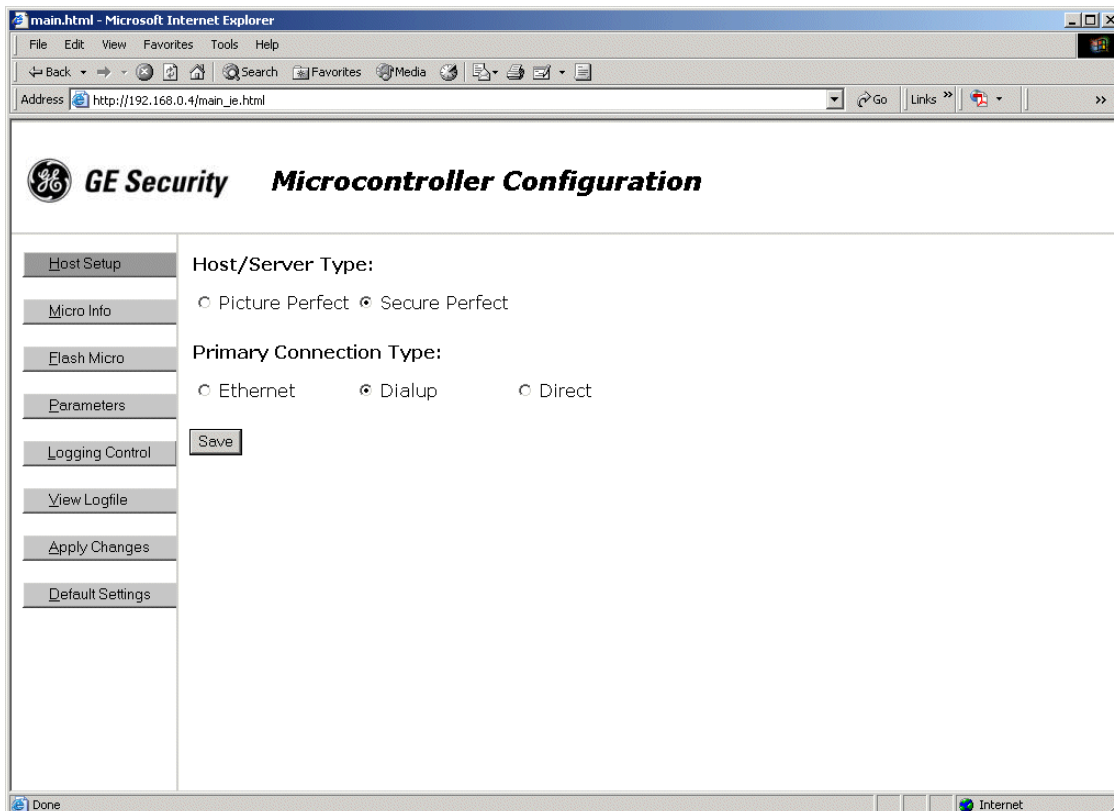 main.html - Microsoft Internet Explorer
File Edit View Favorites Tools Help
Back Search Favorites Media
Address http://192.168.0.4/main_ie.html Go Links »
»
GE Security Microcontroller Configuration
Host Setup
Micro Info
Flash Micro
Parameters
Logging Control
View Logfile
Apply Changes
Default Settings
Host/Server Type:
Picture Perfect Secure Perfect
Primary Connection Type:
Ethernet Dialup Direct
Save
Done Internet